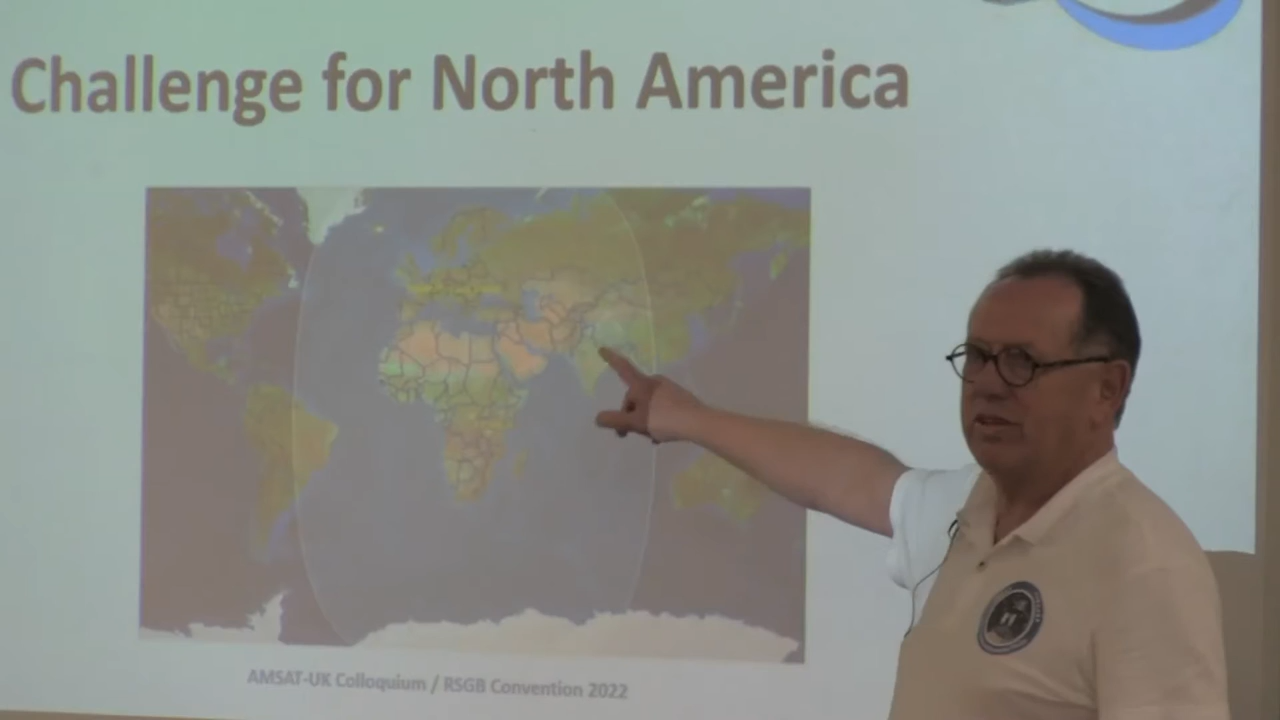 Challenge for North America
AMSAT-UK Colloquium / RSGB Convention 2022